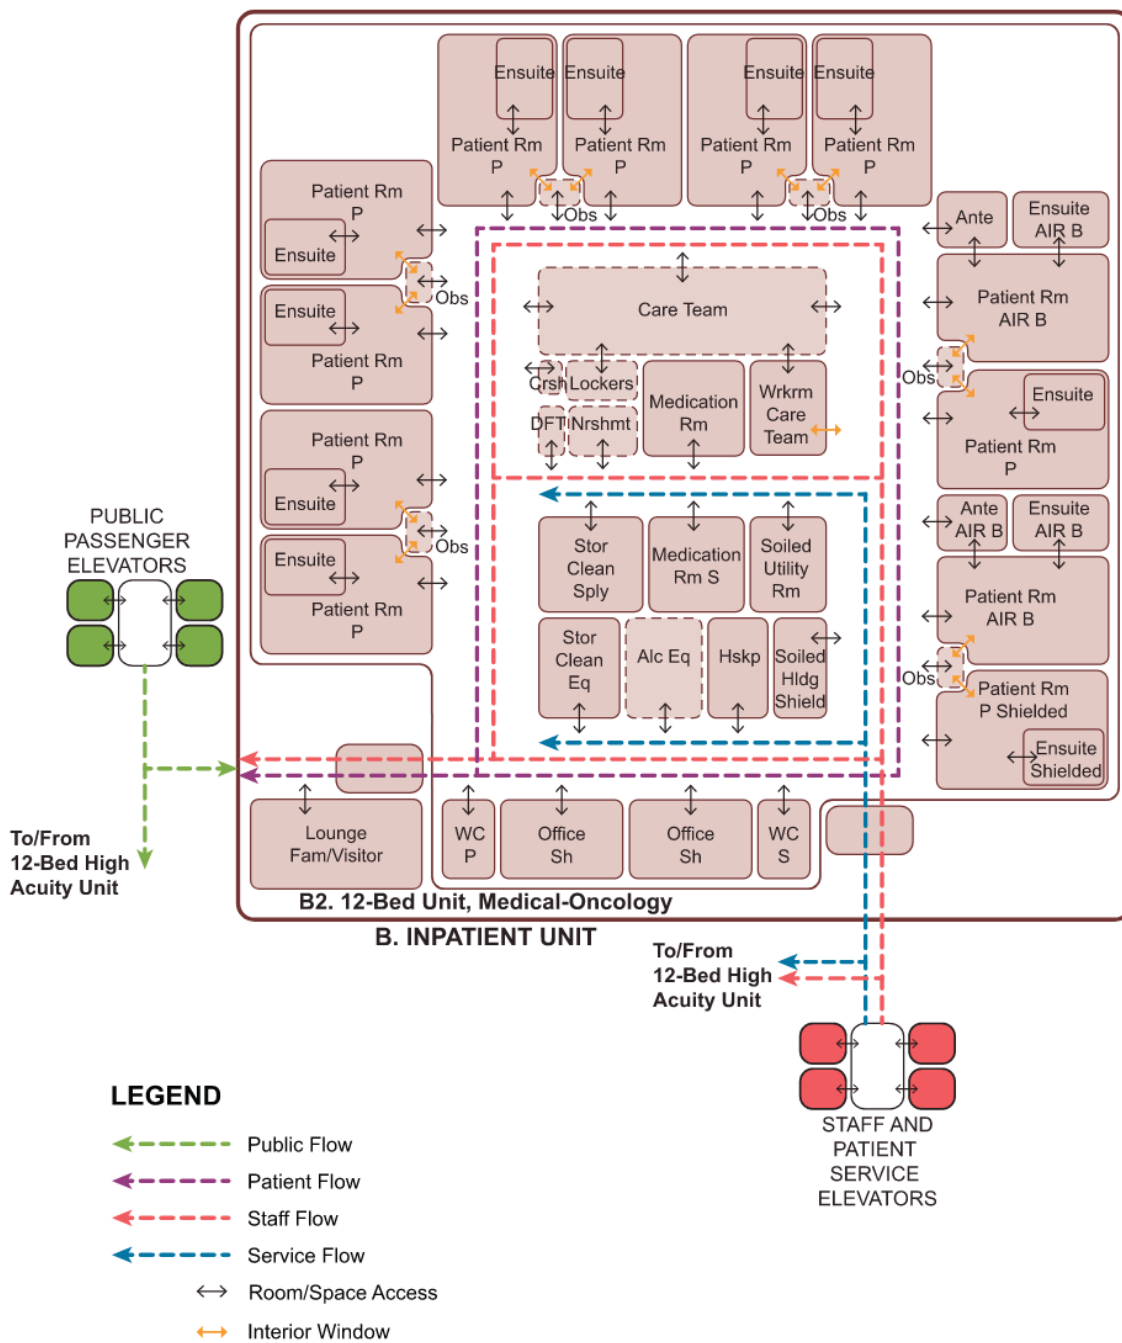 Ensuite
Ensuite
Ensuite
Ensuite
Patient Rm
P
Patient Rm
P
Patient Rm
P
Patient Rm
P
Obs
Obs
Patient Rm
P
Ensuite
Obs
Ensuite
Patient Rm
P
Patient Rm
P
Ensuite
Obs
Ensuite
Patient Rm
P
Ante
Ensuite
AIR B
Patient Rm
AIR B
Obs
Ensuite
Patient Rm
P
Ante
AIR B
Ensuite
AIR B
Patient Rm
AIR B
Obs
Patient Rm
P Shielded
Ensuite
Shielded
Care Team
Crsh
Lockers
Medication
Rm
Wrkrm
Care
Team
DFT
Nrshmt
Stor
Clean
Sply
Medication
Rm S
Soiled
Utility
Rm
Stor
Clean
Eq
Alc Eq
Hskp
Soiled
Hldg
Shield
PUBLIC
PASSENGER
ELEVATORS
To/From
12-Bed High
Acuity Unit
Lounge
Fam/Visitor
WC
P
Office
Sh
Office
Sh
WC
S
B2. 12-Bed Unit, Medical-Oncology
B. INPATIENT UNIT
To/From
12-Bed High
Acuity Unit
STAFF AND
PATIENT
SERVICE
ELEVATORS
LEGEND
Public Flow
Patient Flow
Staff Flow
Service Flow
Room/Space Access
Interior Window